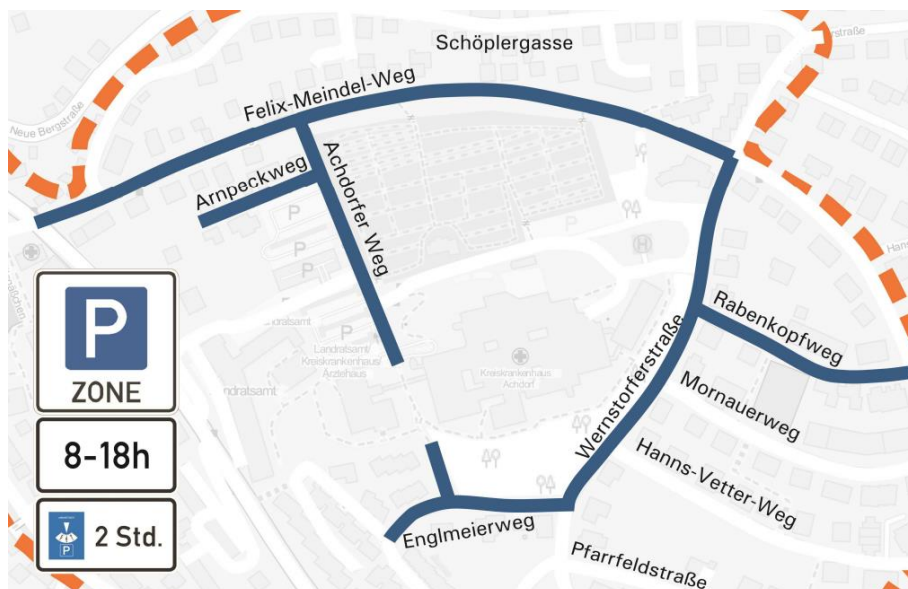 Schöplergasse
Felix-Meindel-Weg
Neue Bergstraße
Arnpeckweg
Achdorfer Weg
P
P
P
H
P
ZONE
8-18h
P
2 Std.
Landratsamt
Landratsamt/
Kreiskrankenhaus/
Ärztehaus
P
Kreiskrankenhaus
Achdorf
Rabenkopfweg
Wernstorferstraße
Mornauerweg
Hanns-Vetter-Weg
Englmeierweg
Pfarrfeldstraße